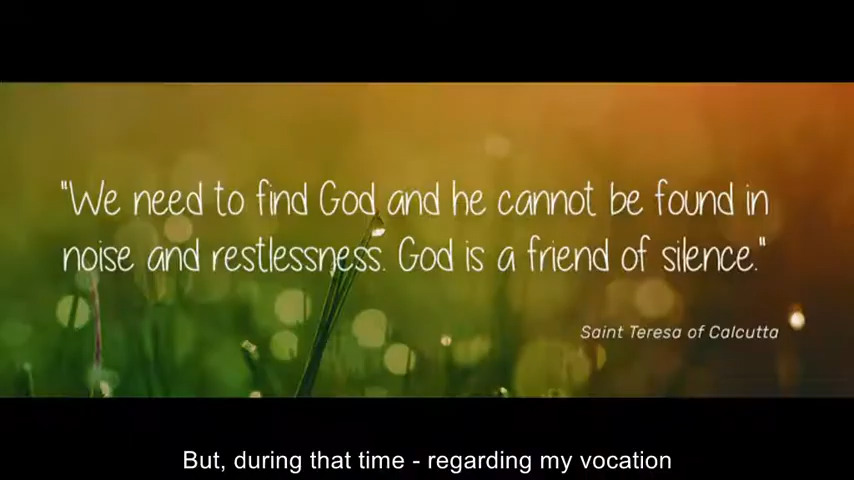 "We need to find God and he cannot be found in
noise and restlessness. God is a friend of silence."
Saint Teresa of Calcutta
But, during that time - regarding my vocation